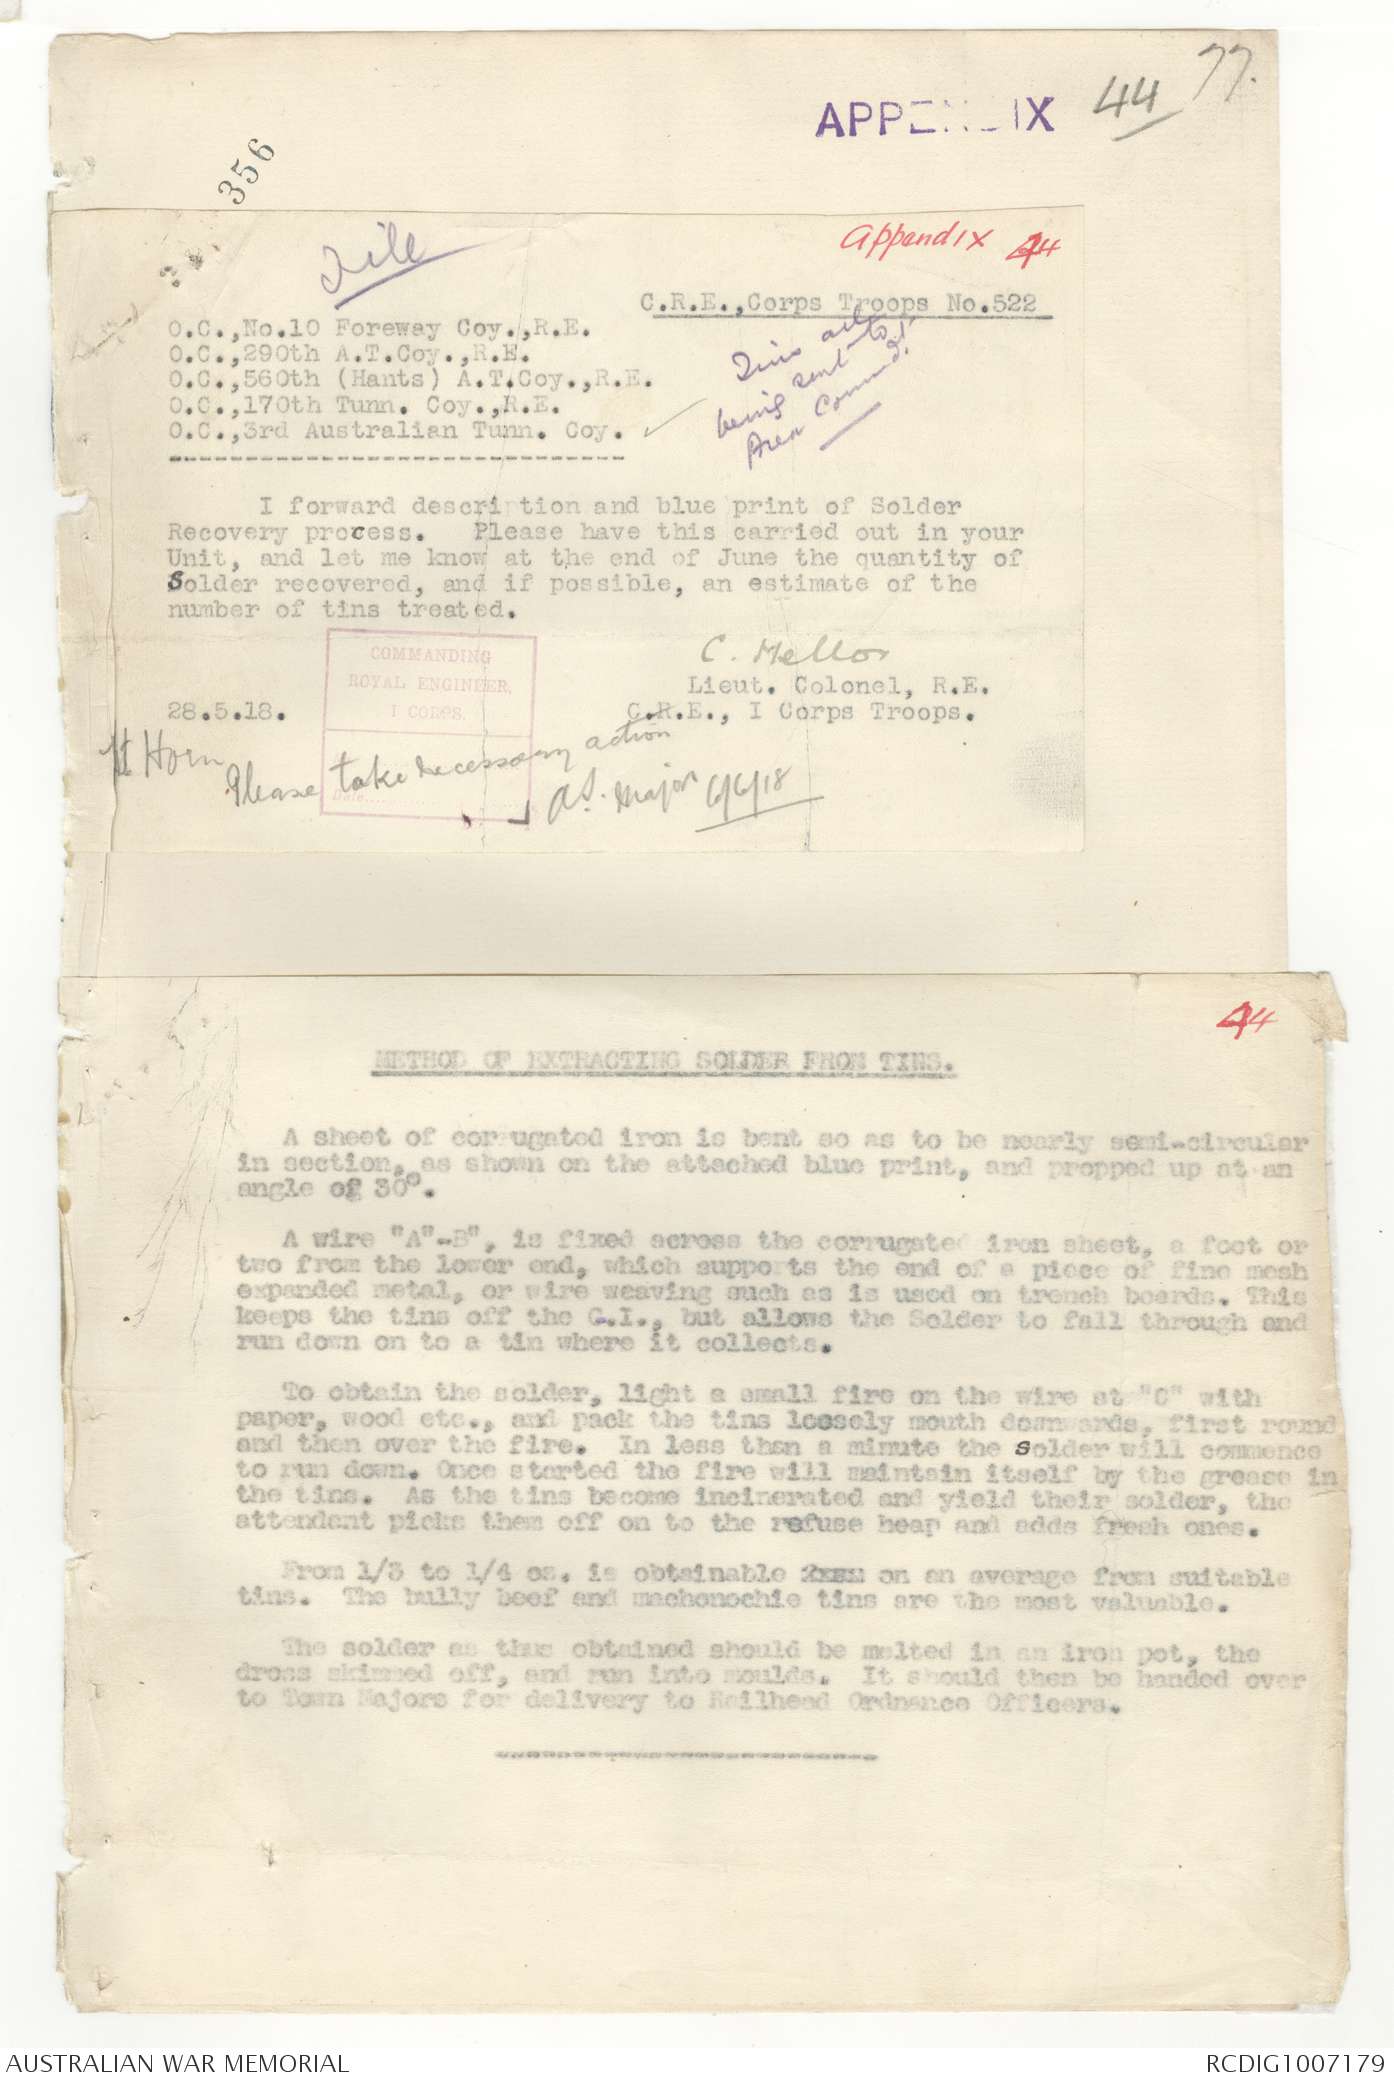 APPENDIX 44 77.
356
File
Appendix 44
C.R.E.,Corps Troops No.522
O.C.,No.10 Foreway Coy.,R.E.
O.C.,290th A.T.Coy.,R.E.
O.C.,560th (Hants) A.T.Coy.,R.E.
O.C.,170th Tunn. Coy.,R.E.
O.C.,3rd Australian Tunn. Coy.
Tins are
being sent to
Area Commdt.
I forward description and blue print of Solder
Recovery process. Please have this carried out in your
Unit, and let me know at the end of June the quantity of
Solder recovered, and if possible, an estimate of the
number of tins treated.
C. Mellor
Lieut. Colonel, R.E.
28.5.18. C.R.E., I Corps Troops.
COMMANDING
ROYAL ENGINEER,
I CORPS.
Date
Lt Horn
Please take necessary action
AS. Major 6/6/18
44
METHOD OF EXTRACTING SOLDER FROM TINS.
A sheet of corrugated iron is bent so as to be nearly semi-circular
in section, as shown on the attached blue print, and propped up at an
angle of 30°.
A wire "A"-B", is fixed across the corrugated iron sheet, a foot or
two from the lower end, which supports the end of a piece of fine mesh
expanded metal, or wire weaving such as is used on trench boards. This
keeps the tins off the C.I., but allows the Solder to fall through and
run down on to a tin where it collects.
To obtain the solder, light a small fire on the wire at "C" with
paper, wood etc., and pack the tins loosely mouth downwards, first round
and then over the fire. In less than a minute the Solder will commence
to run down. Once started the fire will maintain itself by the grease in
the tins. As the tins become incinerated and yield their solder, the
attendant picks them off on to the refuse heap and adds fresh ones.
From 1/3 to 1/4 oz. is obtainable on an average from suitable
tins. The bully beef and machonochie tins are the most valuable.
The solder as thus obtained should be melted in an iron pot, the
dross skimmed off, and run into moulds. It should then be handed over
to Town Majors for delivery to Railhead Ordnance Officers.
AUSTRALIAN WAR MEMORIAL RCDIG1007179